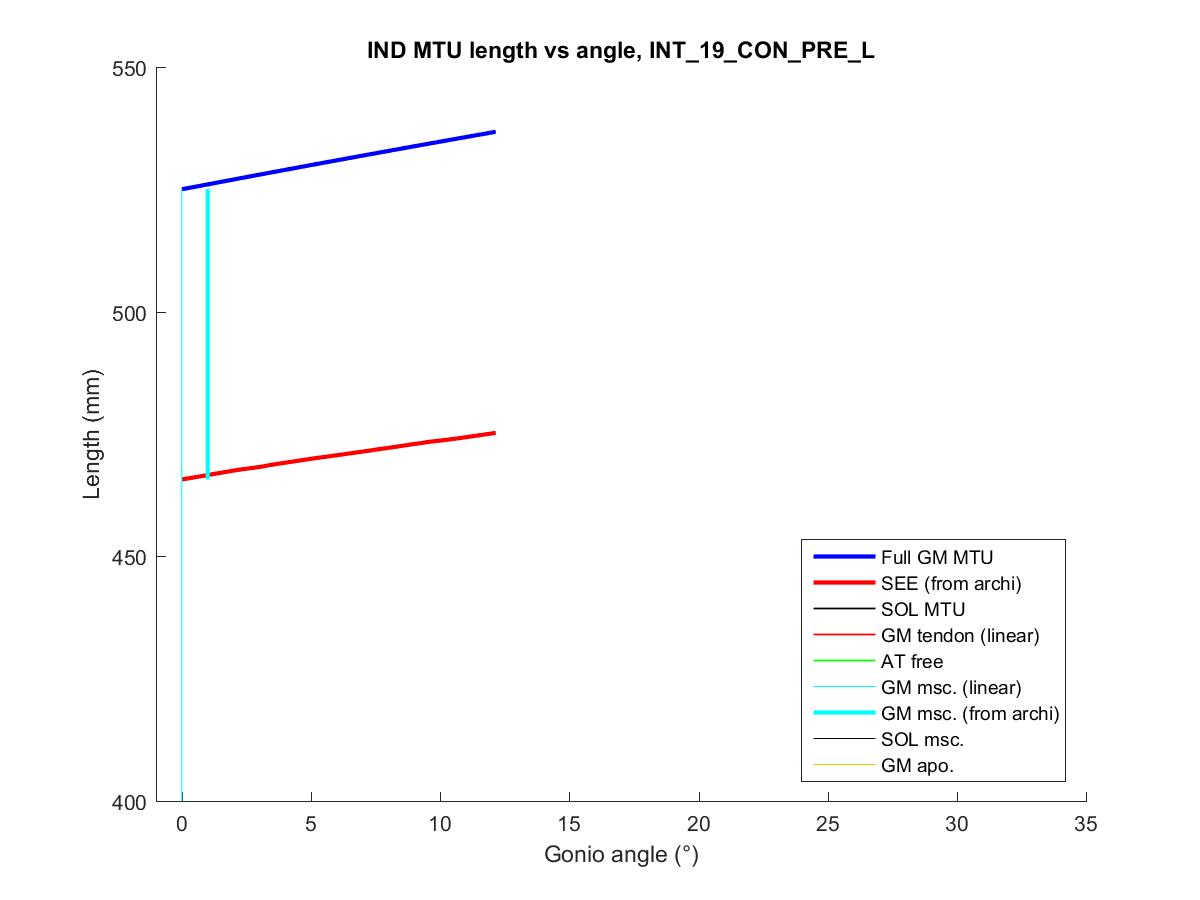 IND MTU length vs angle, INT_19_CON_PRE_L
550
500
450
400
Length (mm)
0 5 10 15 20 25 30 35
Gonio angle (°)
Full GM MTU
SEE (from archi)
SOL MTU
GM tendon (linear)
AT free
GM msc. (linear)
GM msc. (from archi)
SOL msc.
GM apo.